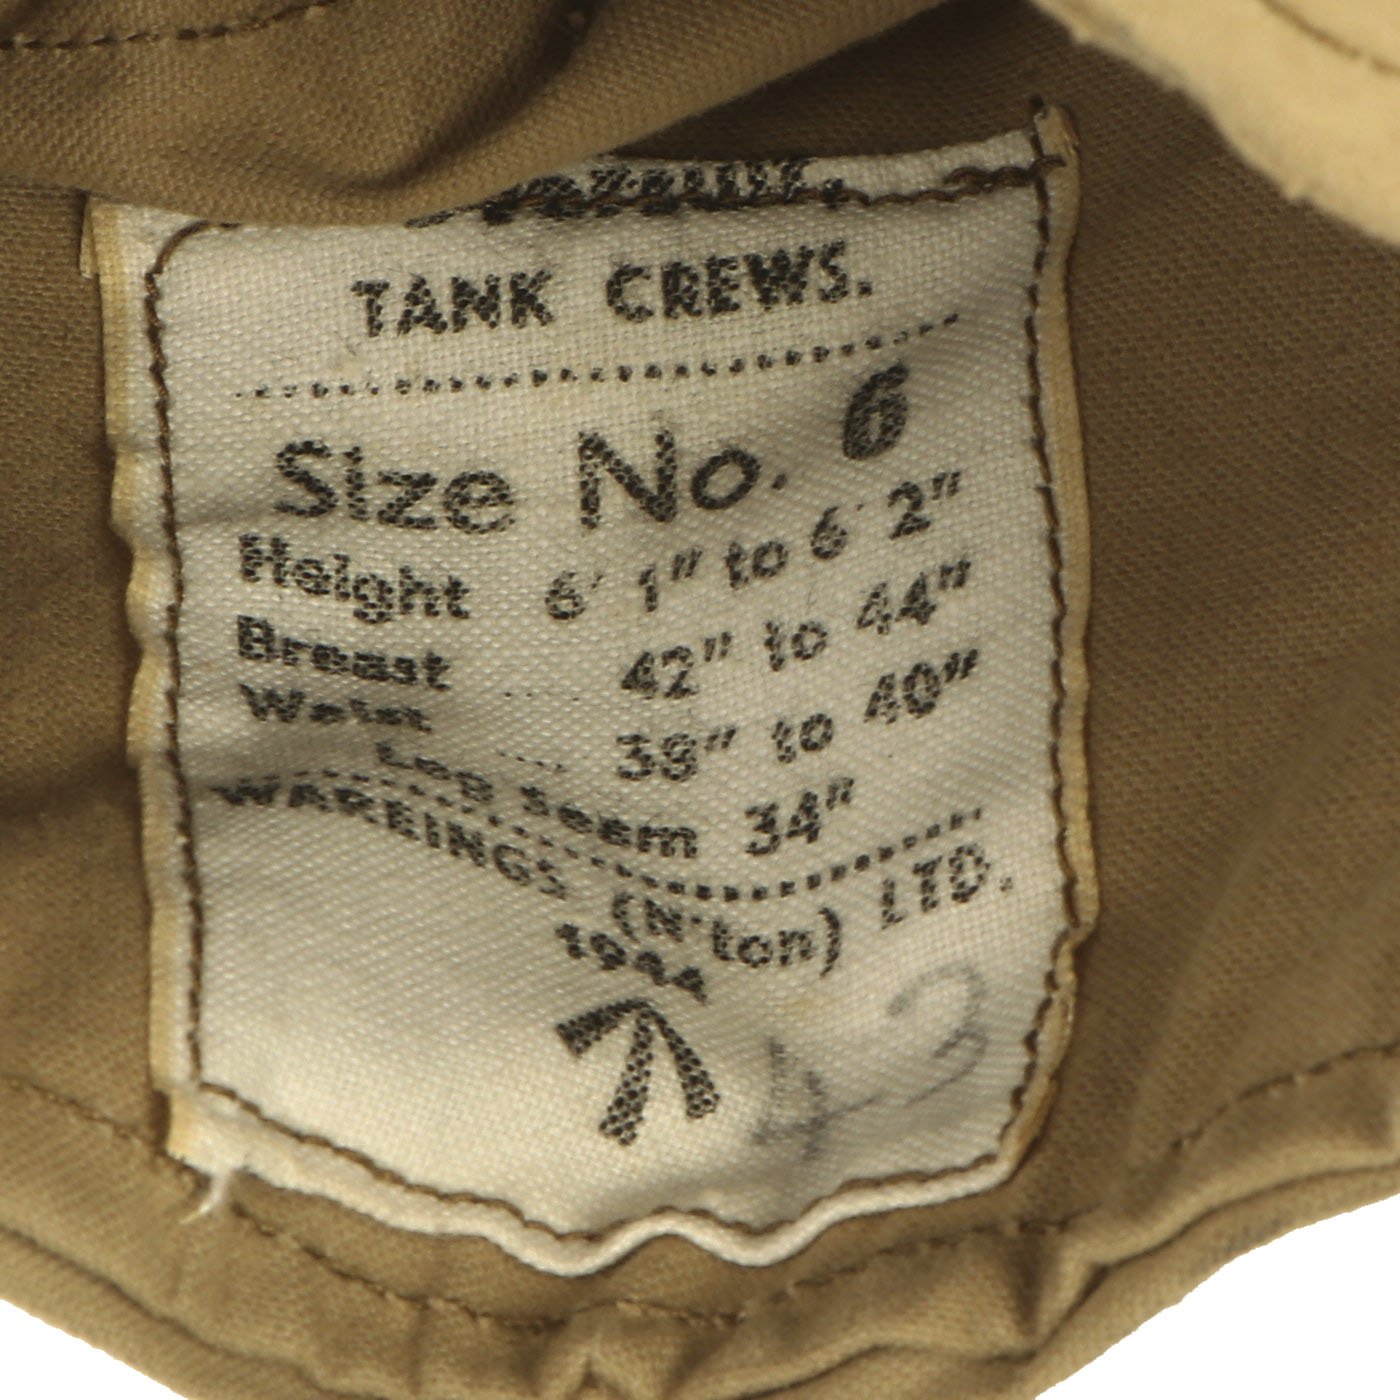 TANK CREWS.
Size No. 6
Height 6' 1" to 6' 2"
Breast 42" to 44"
Waist 38" to 40"
Leg Seam 34"
WAREINGS (N'ton) LTD.
1944